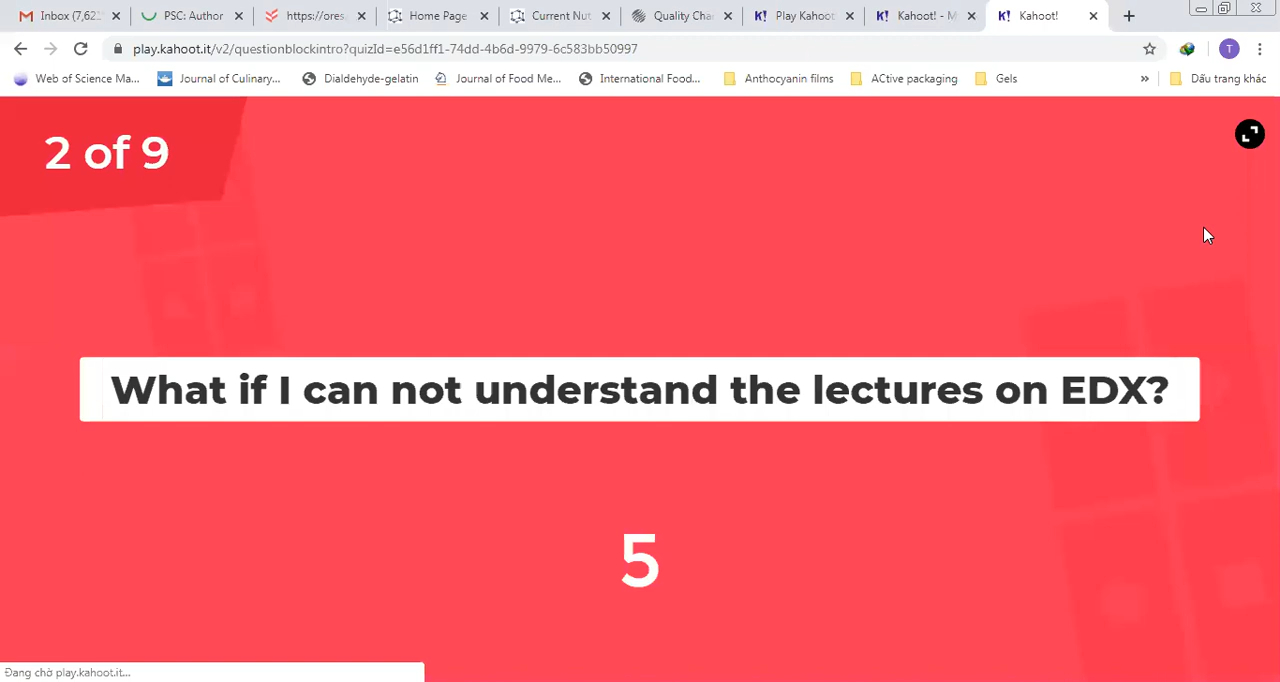 Inbox (7,62
PSC: Author
https://ores.
Home Page
Current Nut
Quality Cha
Play Kahoot
Kahoot! - M
Kahoot!
play.kahoot.it/v2/questionblockintro?quizId=e56d1ff1-74dd-4b6d-9979-6c583bb50997
T
Web of Science Ma...
Journal of Culinary...
Dialdehyde-gelatin
Journal of Food Me...
International Food...
Anthocyanin films
ACtive packaging
Gels
»
Dấu trang khác
2 of 9
What if I can not understand the lectures on EDX?
5
Đang chờ play.kahoot.it...